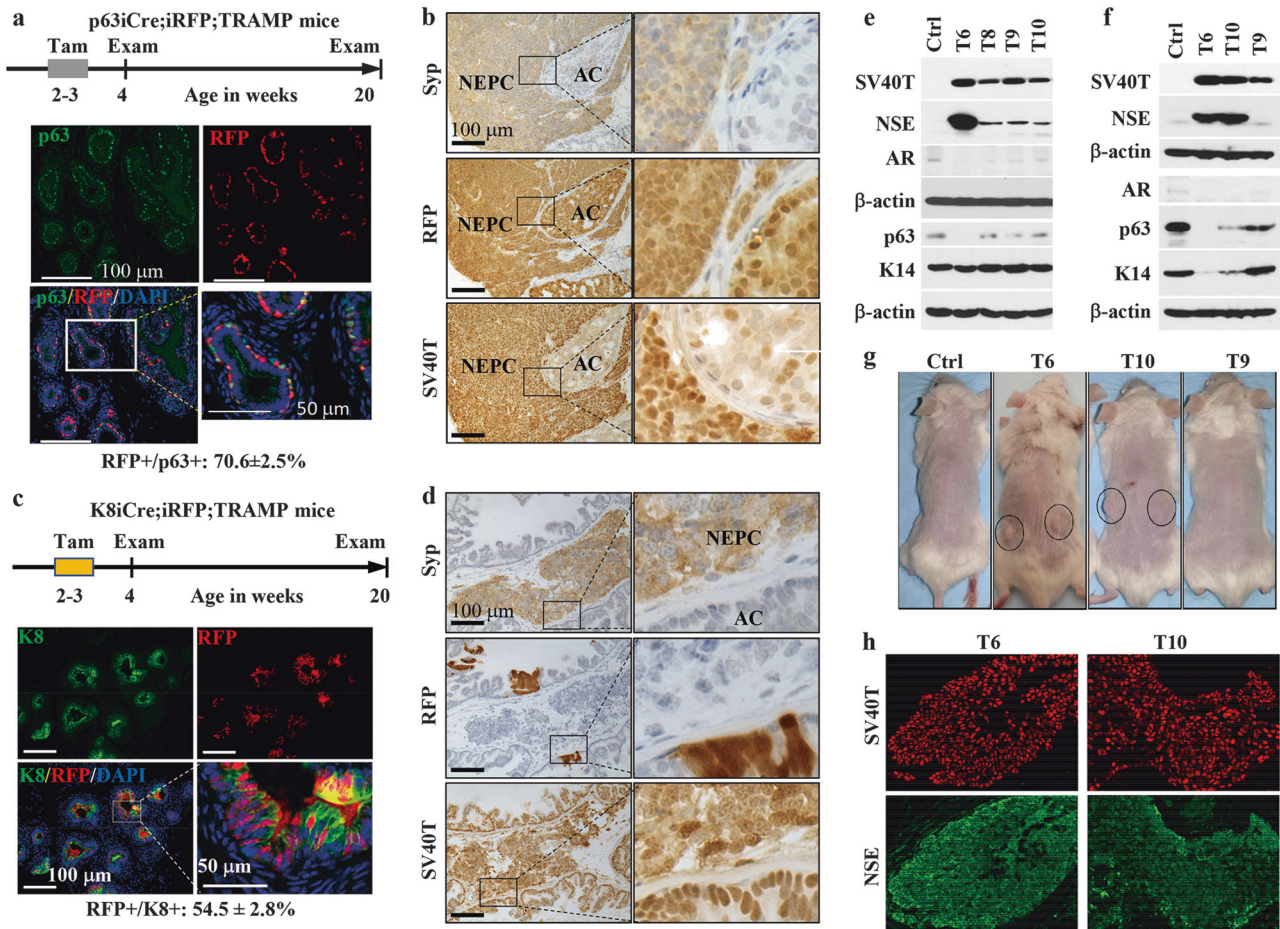 a
p63iCre;iRFP;TRAMP mice
Tam Exam Exam
2-3 4 Age in weeks 20
p63 RFP
100 μm
p63/RFP/DAPI
50 μm
RFP+/p63+: 70.6±2.5%
b
Syp
NEPC AC
100 μm
RFP
NEPC AC
SV40T
NEPC AC
c
K8iCre;iRFP;TRAMP mice
Tam Exam Exam
2-3 4 Age in weeks 20
K8 RFP
K8/RFP/DAPI
100 μm
50 μm
RFP+/K8+: 54.5 ± 2.8%
d
Syp
100 μm
NEPC
AC
RFP
SV40T
e
Ctrl T6 T8 T9 T10
SV40T
NSE
AR
β-actin
p63
K14
β-actin
f
Ctrl T6 T10 T9
SV40T
NSE
β-actin
AR
p63
K14
β-actin
g
Ctrl T6 T10 T9
h
T6 T10
SV40T
NSE